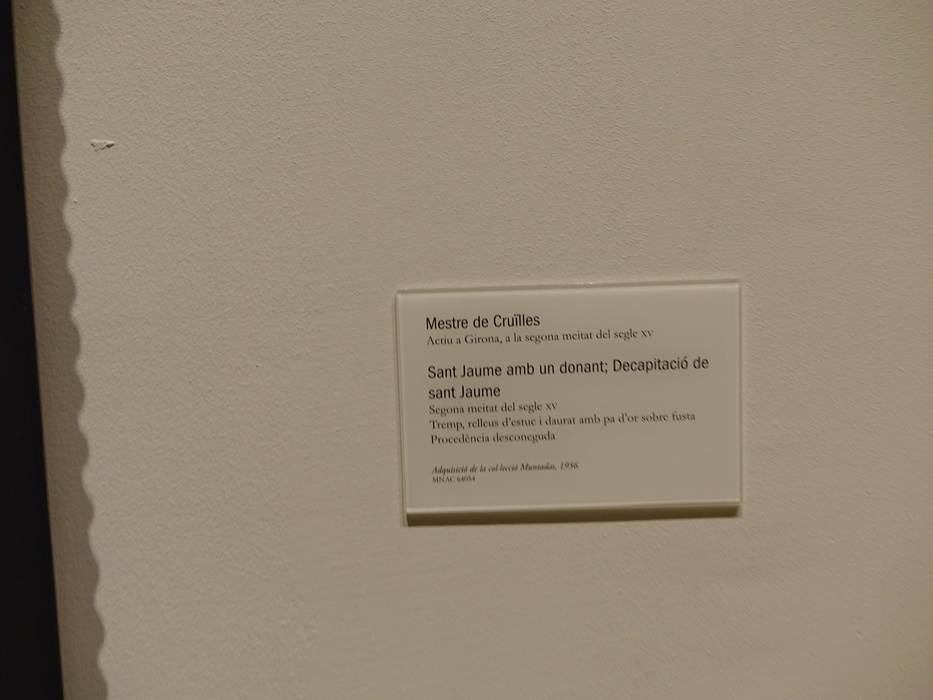 Mestre de Cruïlles
Actiu a Girona, a la segona meitat del segle XV
Sant Jaume amb un donant; Decapitació de
sant Jaume
Segona meitat del segle XV
Tremp, relleus d'estuc i daurat amb pa d'or sobre fusta
Procedència desconeguda
Adquisició de la col·lecció Muntadas, 1956
MNAC 64054